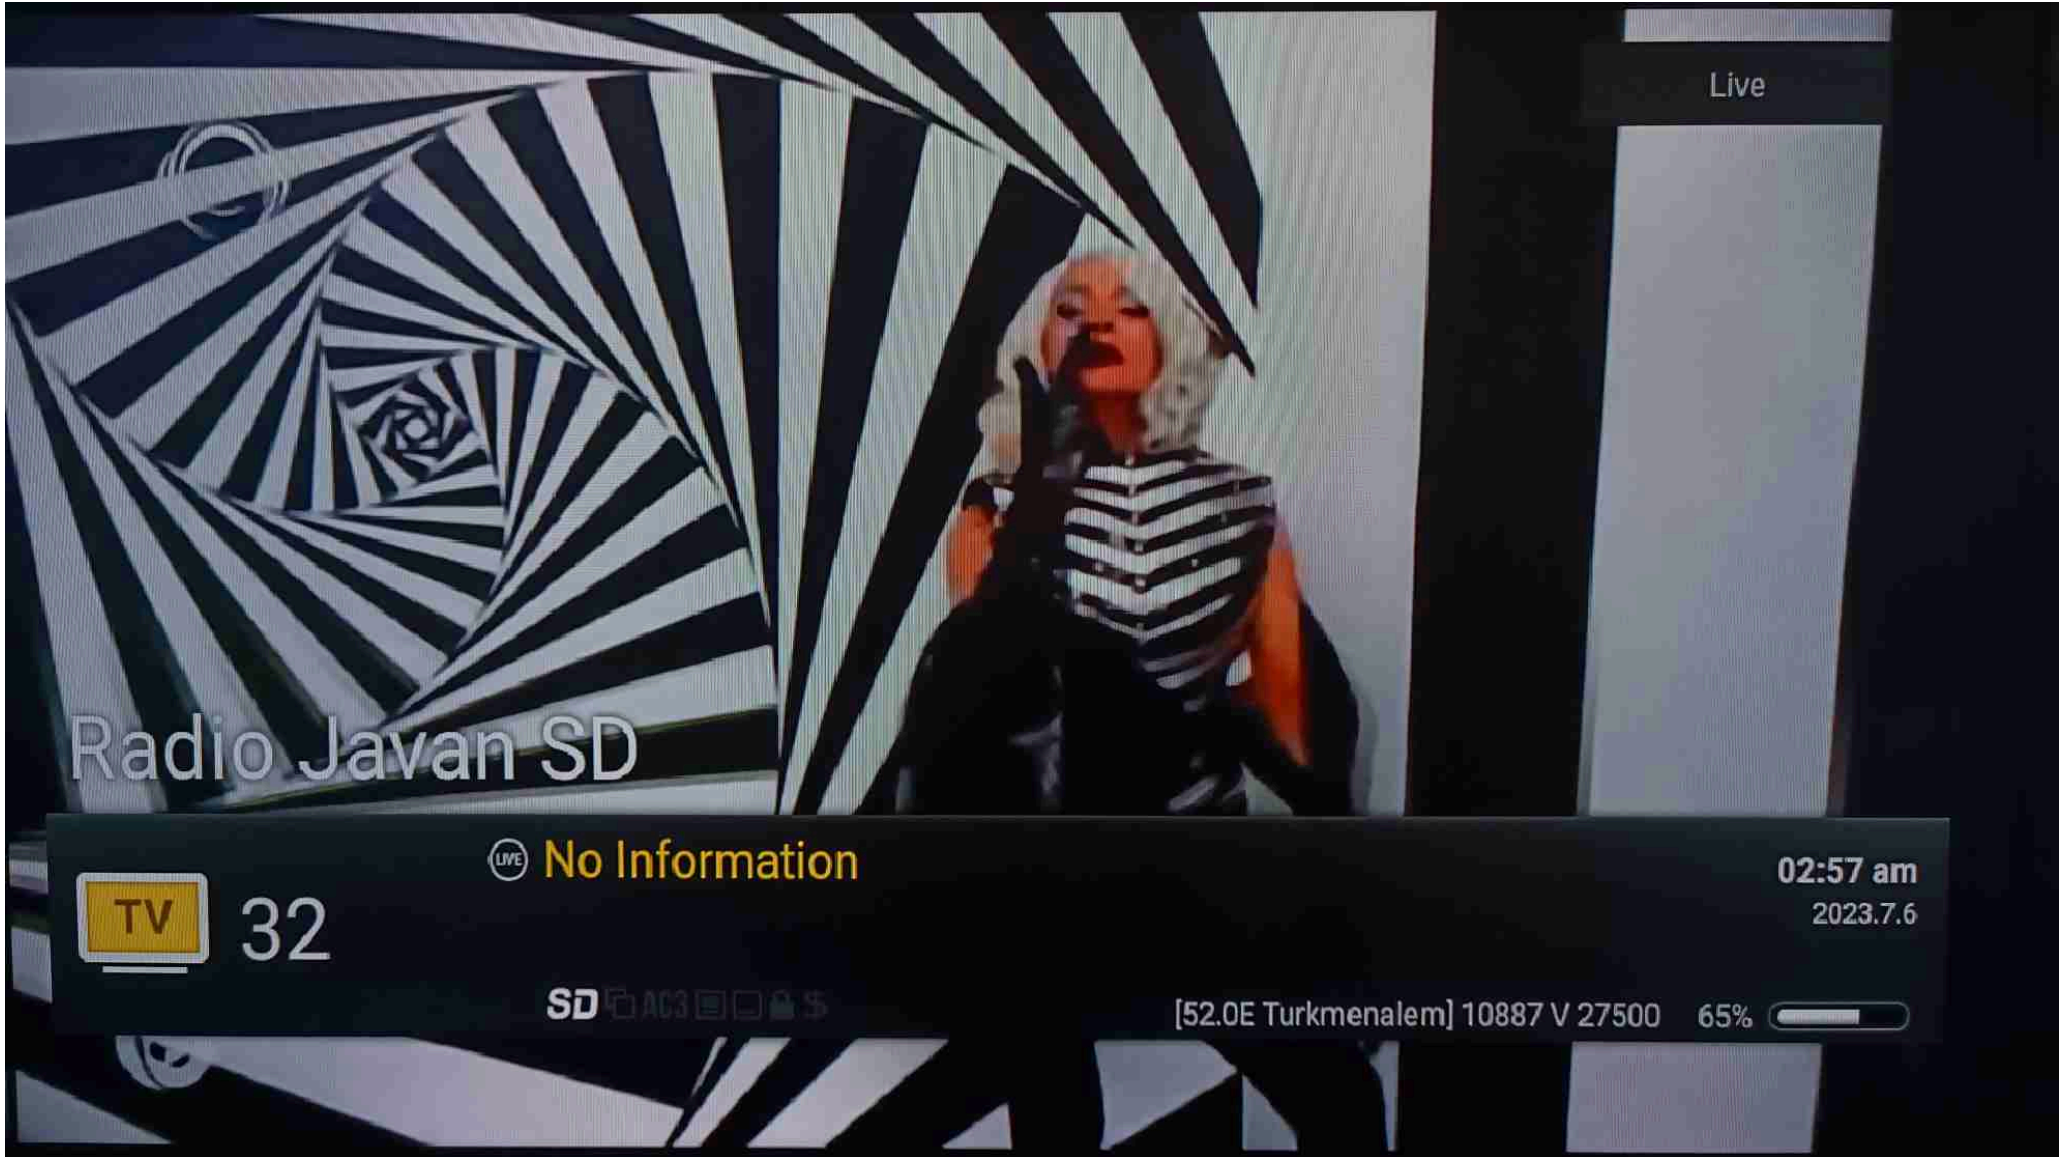 Live
Radio Javan SD
LIVE No Information
02:57 am
TV 32
2023.7.6
SD AC3 $
[52.0E Turkmenalem] 10887 V 27500 65%